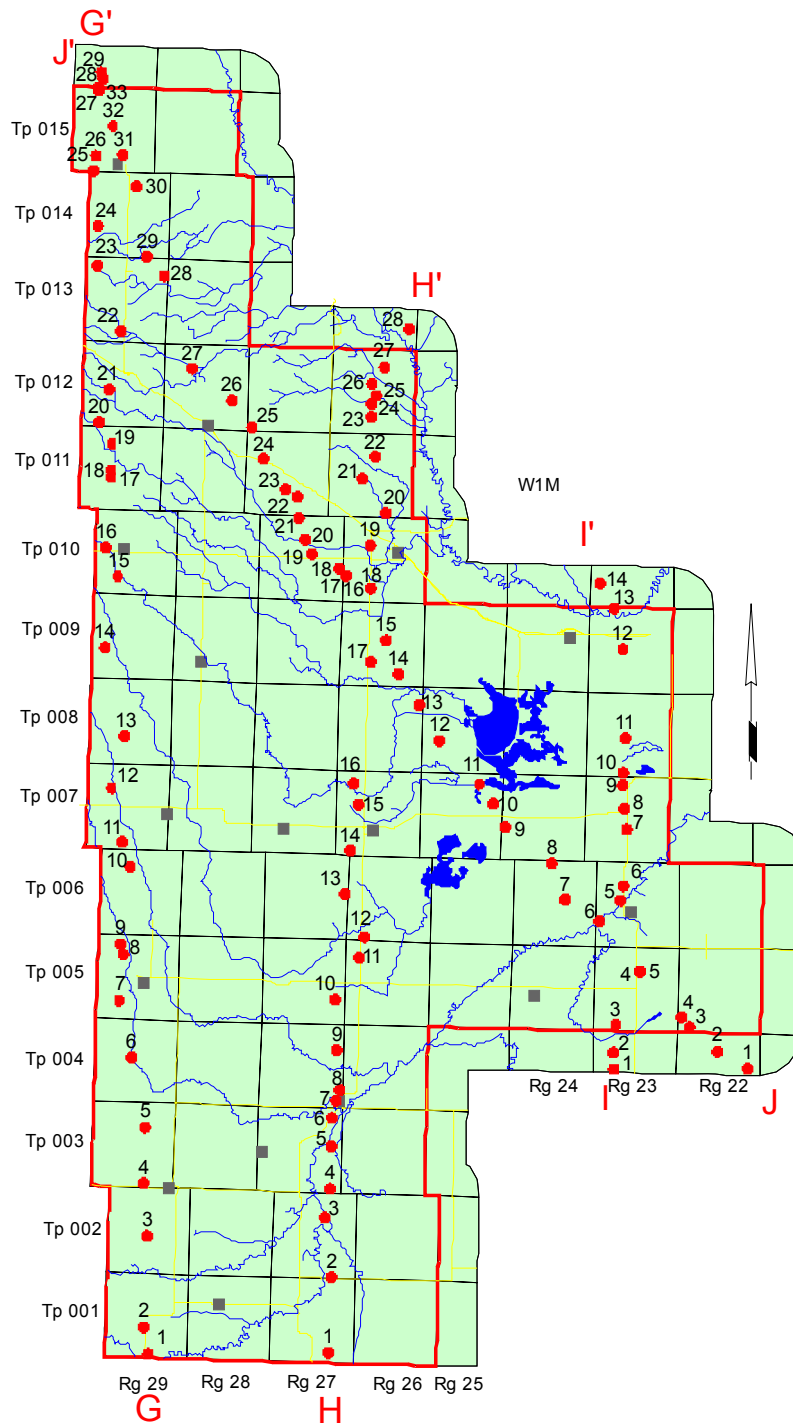 G'
J'
29
28
27 33
32
Tp 015
26 31
25
30
Tp 014
24
23 29
28
Tp 013
H'
22 28
27 27
Tp 012
26
21 26 25
24
20 25 23
19 24 22
Tp 011
18 17 23 21
W1M
22 20
21
I'
16 20 19
Tp 010
19
15 18 18 14
17 16 13
Tp 009
15 12
14 17 14
13
Tp 008
13 12 11
10
12 16 11 9
Tp 007
15 10 8
9 7
11 14
10 8
Tp 006
13 7 6
5
6
9 12
8 11
Tp 005
4 5
7 10
3 4
3
9
6 2 2
Tp 004
1 1
8
7
Rg 24 Rg 23 Rg 22
I J
5 6
Tp 003
5
4 4
3
Tp 002
3
2
Tp 001
2
1 1
Rg 29 Rg 28 Rg 27 Rg 26 Rg 25
G H